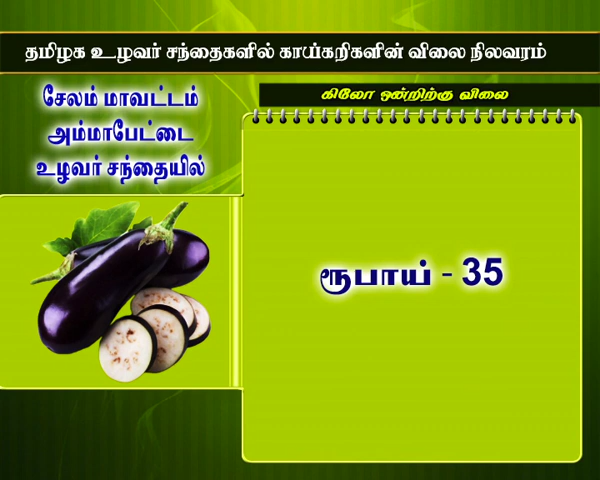 தமிழக உழவர் சந்தைகளில் காய்கறிகளின் விலை நிலவரம்
சேலம் மாவட்டம்
அம்மாபேட்டை
உழவர் சந்தையில்
கிலோ ஒன்றிற்கு விலை
ரூபாய் - 35